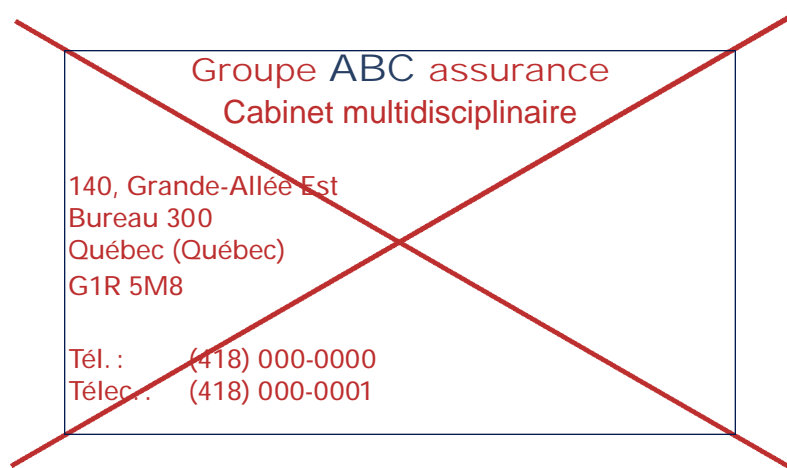 Groupe ABC assurance
Cabinet multidisciplinaire
140, Grande-Allée Est
Bureau 300
Québec (Québec)
G1R 5M8
Tél. : (418) 000-0000
Téléc. : (418) 000-0001